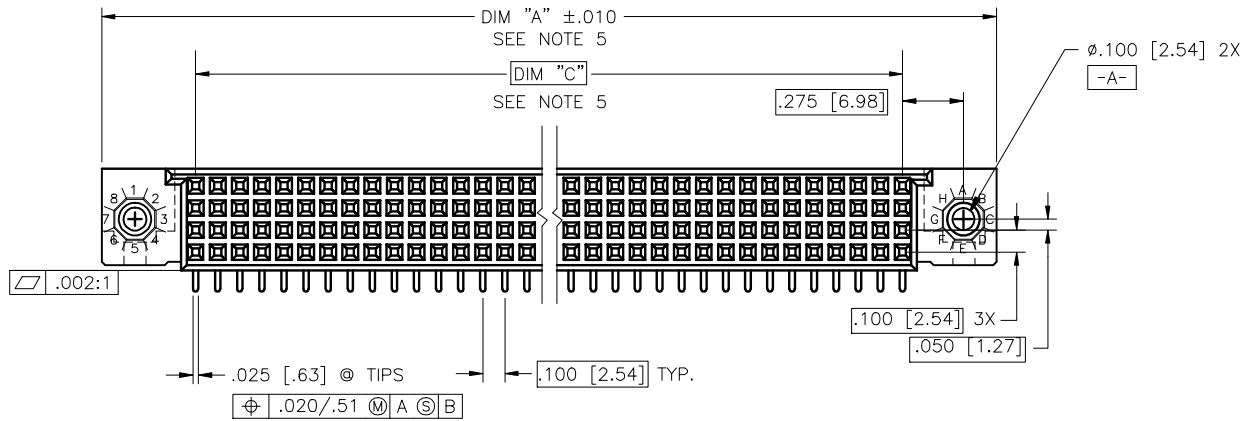 DIM "A" ±.010
SEE NOTE 5
DIM "C"
SEE NOTE 5
ø.100 [2.54] 2X
-A-
.275 [6.98]
1
2
3
4
5
6
7
8
A
B
C
D
E
F
G
H
⏥ .002:1
.100 [2.54] 3X
.050 [1.27]
.025 [.63] @ TIPS
.100 [2.54] TYP.
⌖ .020/.51 Ⓜ A Ⓢ B